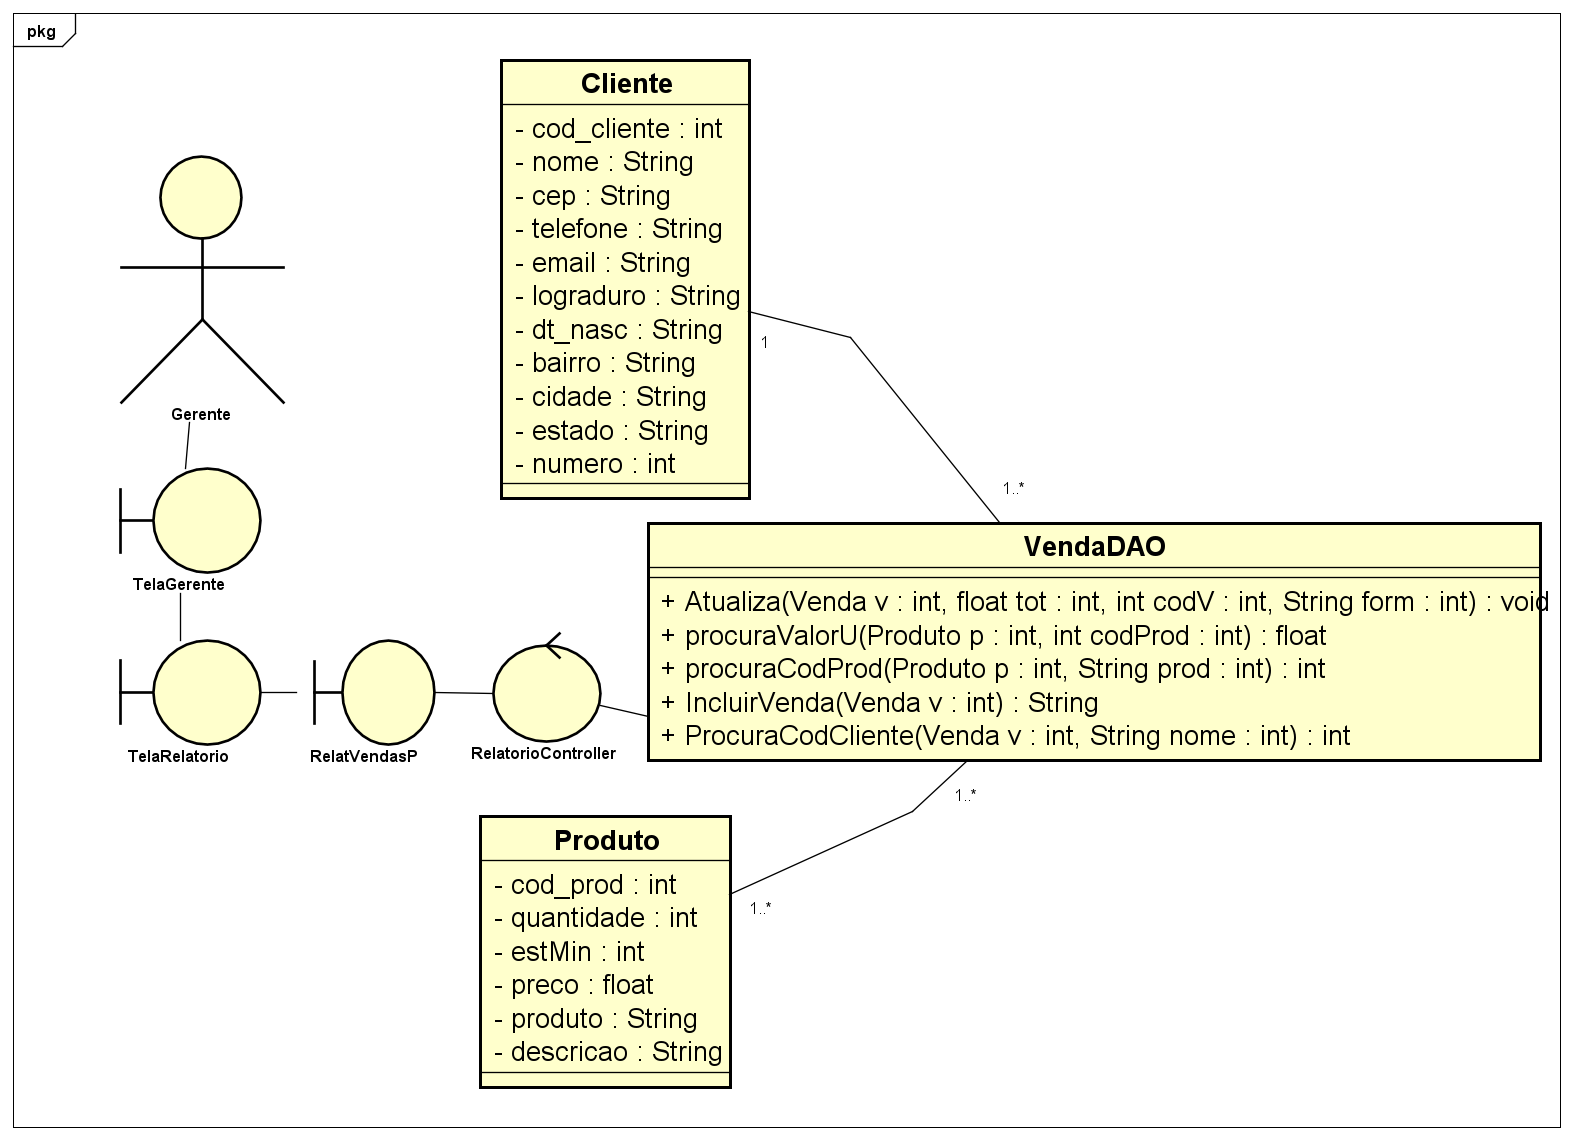 pkg
Cliente
- cod_cliente : int
- nome : String
- cep : String
- telefone : String
- email : String
- lograduro : String
- dt_nasc : String
- bairro : String
- cidade : String
- estado : String
- numero : int
1
1..*
Gerente
TelaGerente
TelaRelatorio
RelatVendasP
RelatorioController
VendaDAO
+ Atualiza(Venda v : int, float tot : int, int codV : int, String form : int) : void
+ procuraValorU(Produto p : int, int codProd : int) : float
+ procuraCodProd(Produto p : int, String prod : int) : int
+ IncluirVenda(Venda v : int) : String
+ ProcuraCodCliente(Venda v : int, String nome : int) : int
1..*
1..*
Produto
- cod_prod : int
- quantidade : int
- estMin : int
- preco : float
- produto : String
- descricao : String